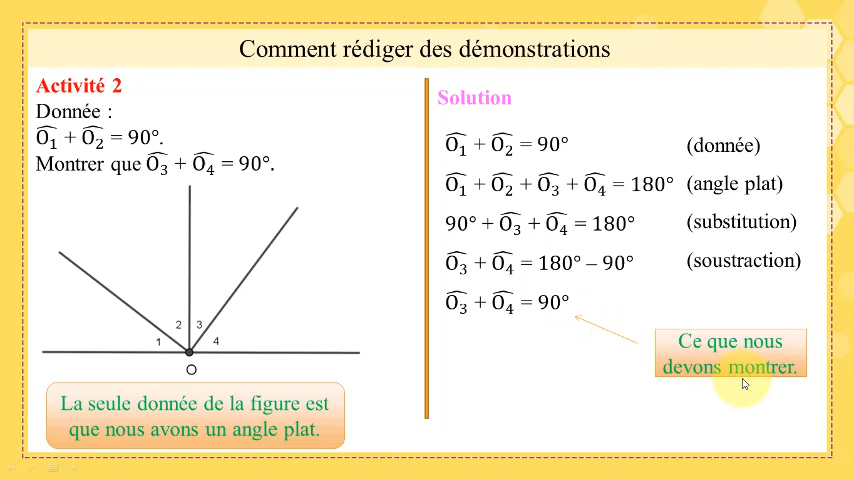 Comment rédiger des démonstrations
Activité 2
Donnée :
Ô₁ + Ô₂ = 90°.
Montrer que Ô₃ + Ô₄ = 90°.
2 3
1 4
O
La seule donnée de la figure est
que nous avons un angle plat.
Solution
Ô₁ + Ô₂ = 90° (donnée)
Ô₁ + Ô₂ + Ô₃ + Ô₄ = 180° (angle plat)
90° + Ô₃ + Ô₄ = 180° (substitution)
Ô₃ + Ô₄ = 180° – 90° (soustraction)
Ô₃ + Ô₄ = 90°
Ce que nous
devons montrer.